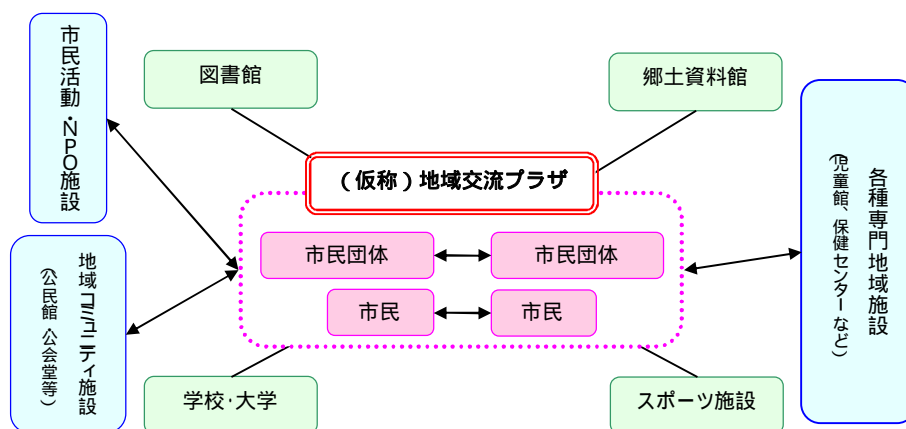 市民活動・NPO施設
図書館
郷土資料館
(仮称)地域交流プラザ
各種専門地域施設
(児童館、保健センターなど)
市民団体
市民団体
市民
市民
地域コミュニティ施設
(公民館・公会堂等)
学校・大学
スポーツ施設